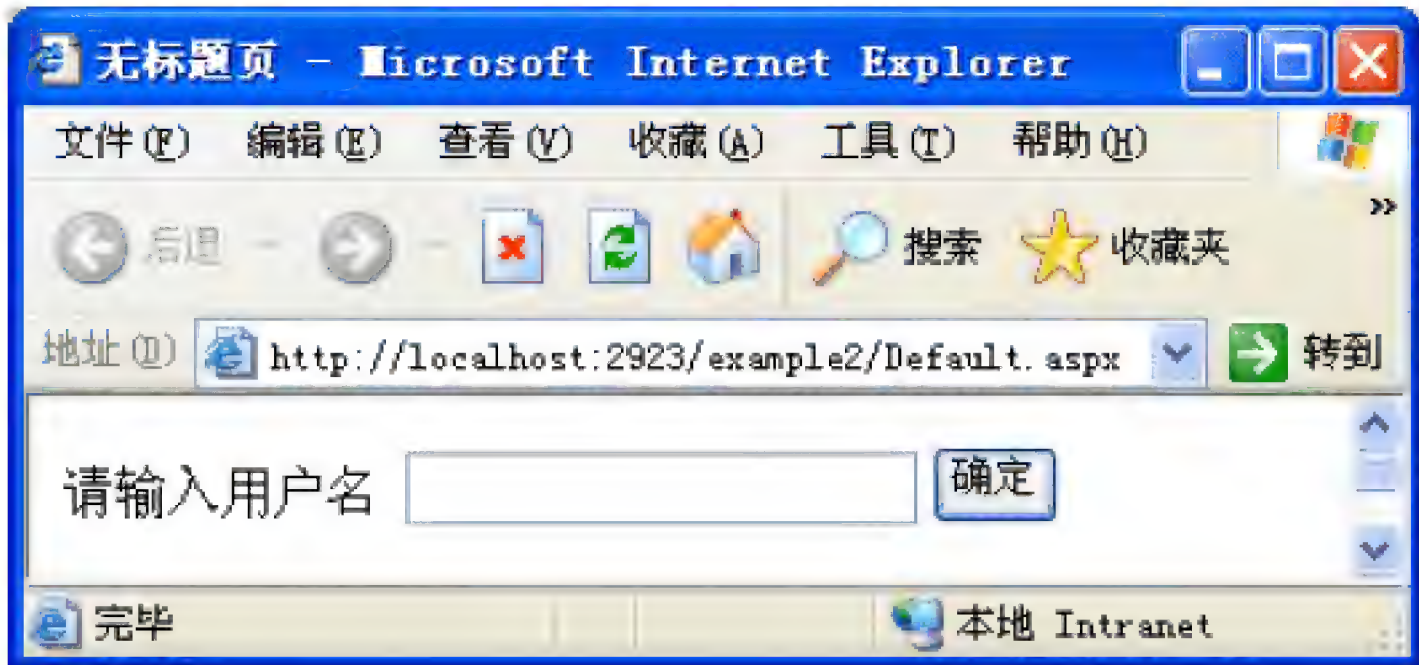 无标题页 - Microsoft Internet Explorer
文件(F) 编辑(E) 查看(V) 收藏(A) 工具(T) 帮助(H)
后退 搜索 收藏夹 »
地址(D) http://localhost:2923/example2/Default.aspx 转到
请输入用户名 确定
完毕 本地 Intranet